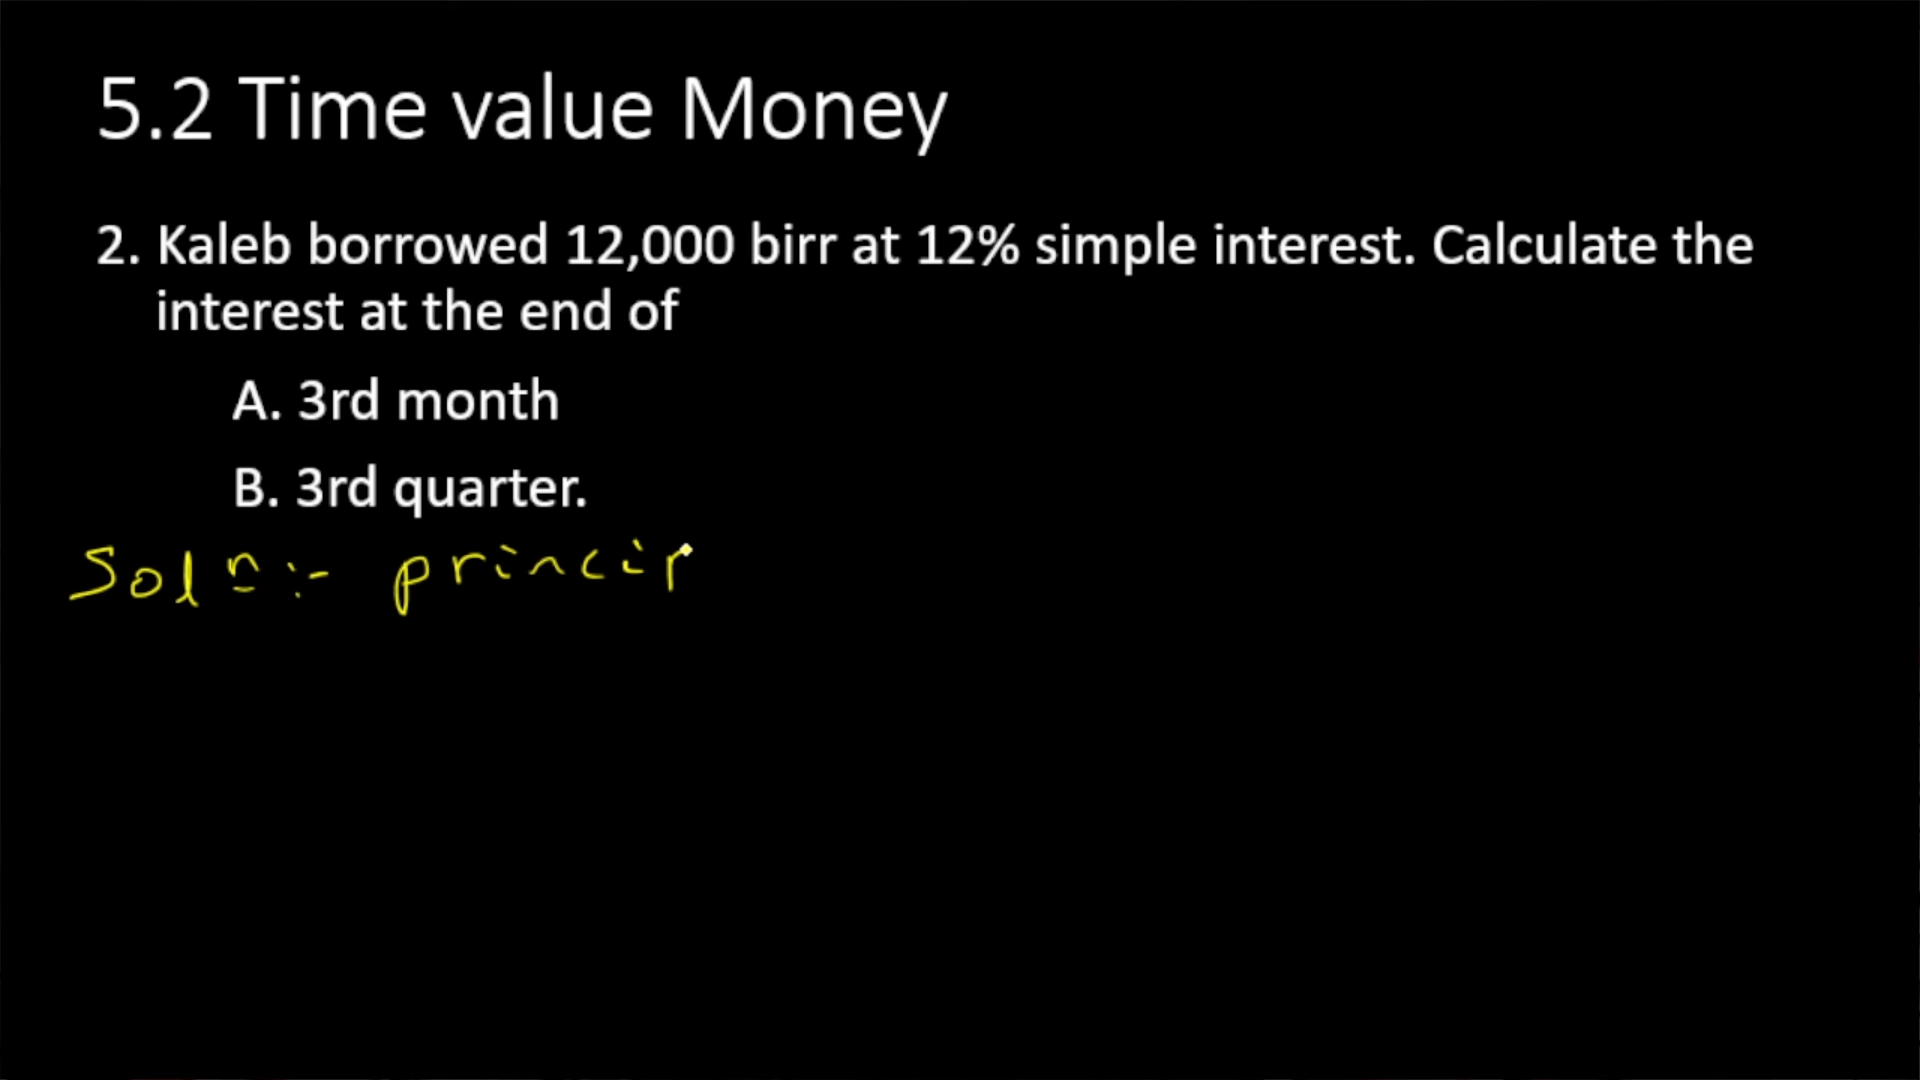 5.2 Time value Money
2. Kaleb borrowed 12,000 birr at 12% simple interest. Calculate the
interest at the end of
A. 3rd month
B. 3rd quarter.
Soln:- princip